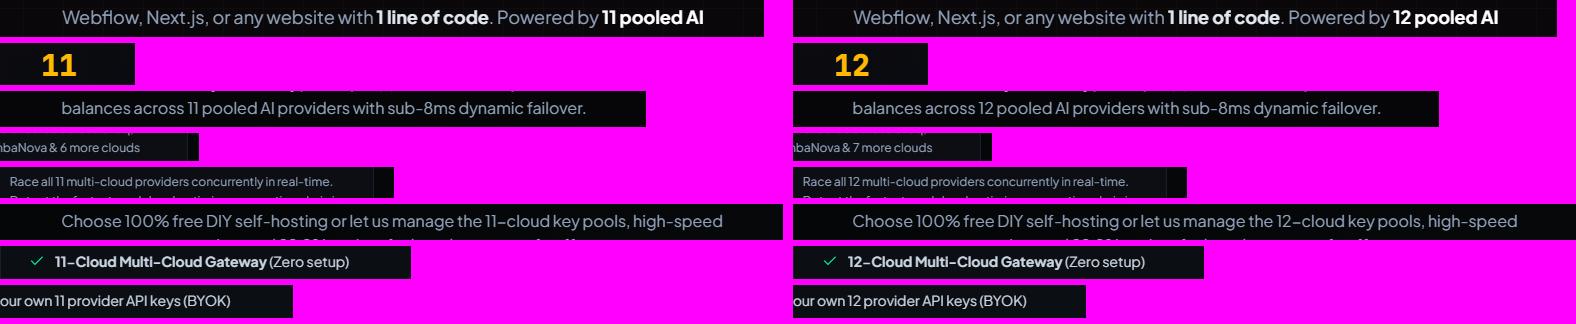 Webflow, Next.js, or any website with 1 line of code. Powered by 11 pooled AI
11
balances across 11 pooled AI providers with sub-8ms dynamic failover.
mbaNova & 6 more clouds
Race all 11 multi-cloud providers concurrently in real-time.
Choose 100% free DIY self-hosting or let us manage the 11-cloud key pools, high-speed
✓ 11-Cloud Multi-Cloud Gateway (Zero setup)
our own 11 provider API keys (BYOK)
Webflow, Next.js, or any website with 1 line of code. Powered by 12 pooled AI
12
balances across 12 pooled AI providers with sub-8ms dynamic failover.
mbaNova & 7 more clouds
Race all 12 multi-cloud providers concurrently in real-time.
Choose 100% free DIY self-hosting or let us manage the 12-cloud key pools, high-speed
✓ 12-Cloud Multi-Cloud Gateway (Zero setup)
our own 12 provider API keys (BYOK)